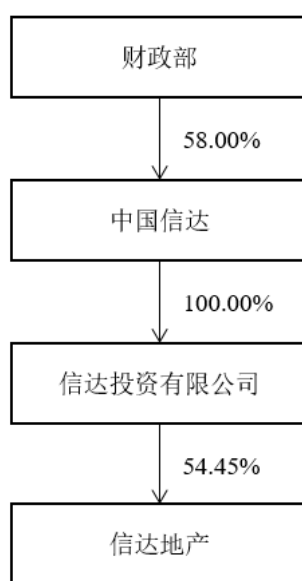 财政部
58.00%
中国信达
100.00%
信达投资有限公司
54.45%
信达地产